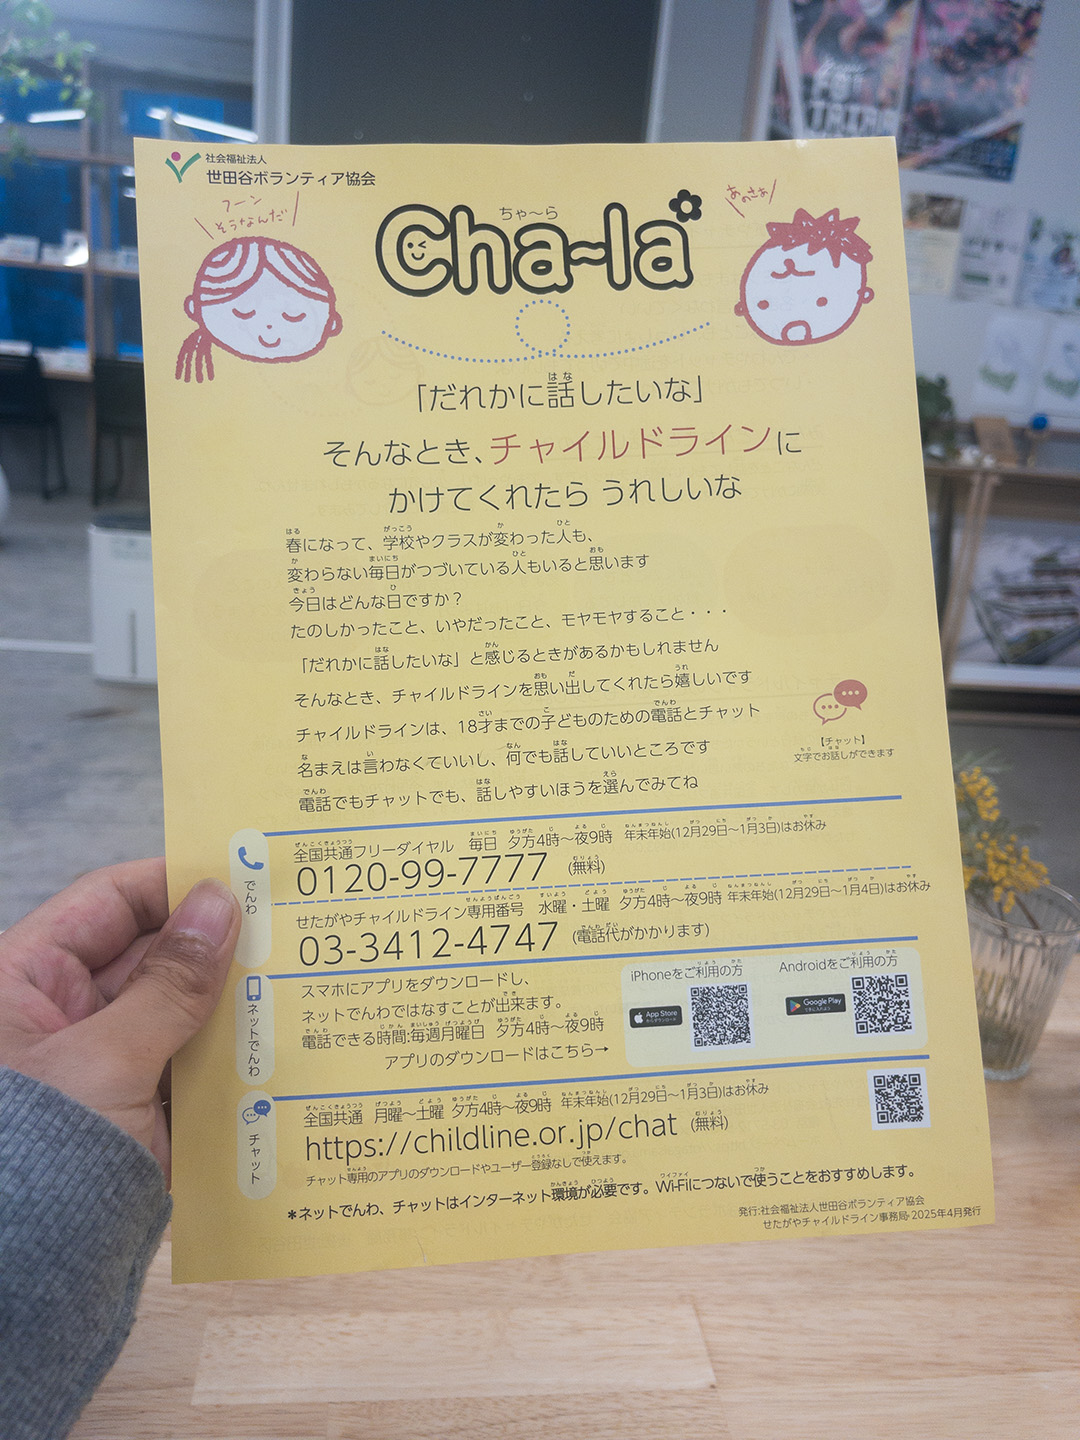 社会福祉法人
世田谷ボランティア協会
フーン
そうなんだ
あのさぁ
ちゃ〜ら
Cha~la
「だれかに話したいな」
そんなとき、チャイルドラインに
かけてくれたら うれしいな
春になって、学校やクラスが変わった人も、
変わらない毎日がつづいている人もいると思います
今日はどんな日ですか？
たのしかったこと、いやだったこと、モヤモヤすること・・・
「だれかに話したいな」と感じるときがあるかもしれません
そんなとき、チャイルドラインを思い出してくれたら嬉しいです
チャイルドラインは、18才までの子どものための電話とチャット
名まえは言わなくていいし、何でも話していいところです
電話でもチャットでも、話しやすいほうを選んでみてね
【チャット】
文字でお話しができます
でんわ
全国共通フリーダイヤル 毎日 夕方4時〜夜9時 年末年始(12月29日〜1月3日)はお休み
0120-99-7777 (無料)
せたがやチャイルドライン専用番号 水曜・土曜 夕方4時〜夜9時 年末年始(12月29日〜1月4日)はお休み
03-3412-4747 (電話代がかかります)
ネットでんわ
スマホにアプリをダウンロードし、
ネットでんわではなすことが出来ます。
電話できる時間:毎週月曜日 夕方4時〜夜9時
アプリのダウンロードはこちら→
iPhoneをご利用の方
App Store
からダウンロード
Androidをご利用の方
Google Play
で手に入れよう
チャット
全国共通 月曜〜土曜 夕方4時〜夜9時 年末年始(12月29日〜1月3日)はお休み
https://childline.or.jp/chat (無料)
チャット専用のアプリのダウンロードやユーザー登録なしで使えます。
＊ネットでんわ、チャットはインターネット環境が必要です。Wi-Fiにつないで使うことをおすすめします。
発行:社会福祉法人世田谷ボランティア協会
せたがやチャイルドライン事務局・2025年4月発行